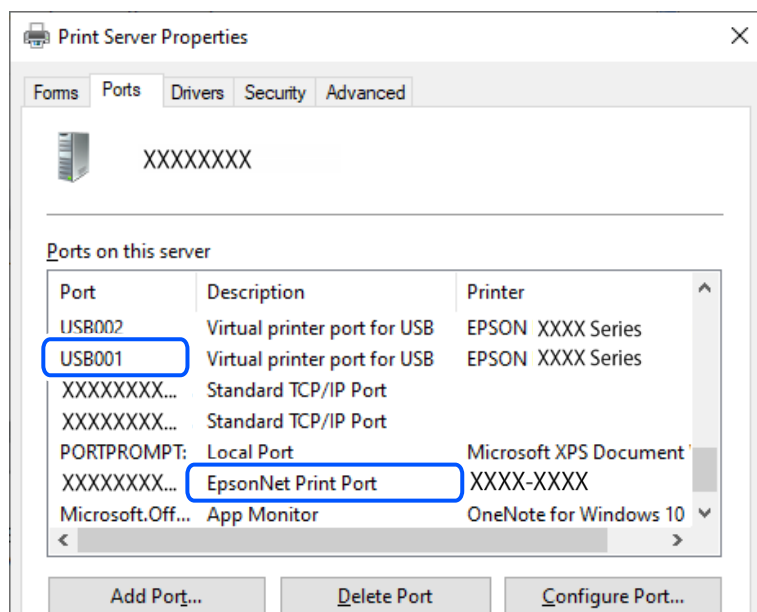 Print Server Properties
Forms Ports Drivers Security Advanced
XXXXXXXX
Ports on this server
Port Description Printer
USB002 Virtual printer port for USB EPSON XXXX Series
USB001 Virtual printer port for USB EPSON XXXX Series
XXXXXXXX... Standard TCP/IP Port
XXXXXXXX... Standard TCP/IP Port
PORTPROMPT: Local Port Microsoft XPS Document
XXXXXXXX... EpsonNet Print Port XXXX-XXXX
Microsoft.Off... App Monitor OneNote for Windows 10
Add Port... Delete Port Configure Port...